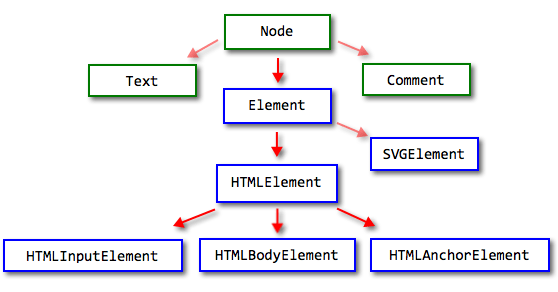 Node
Text
Comment
Element
SVGElement
HTMLElement
HTMLInputElement
HTMLBodyElement
HTMLAnchorElement